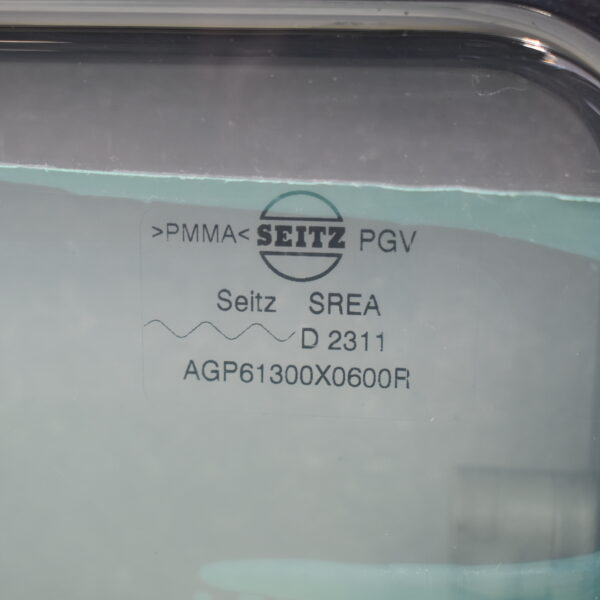 >PMMA< SEITZ PGV
Seitz SREA
D 2311
AGP61300X0600R